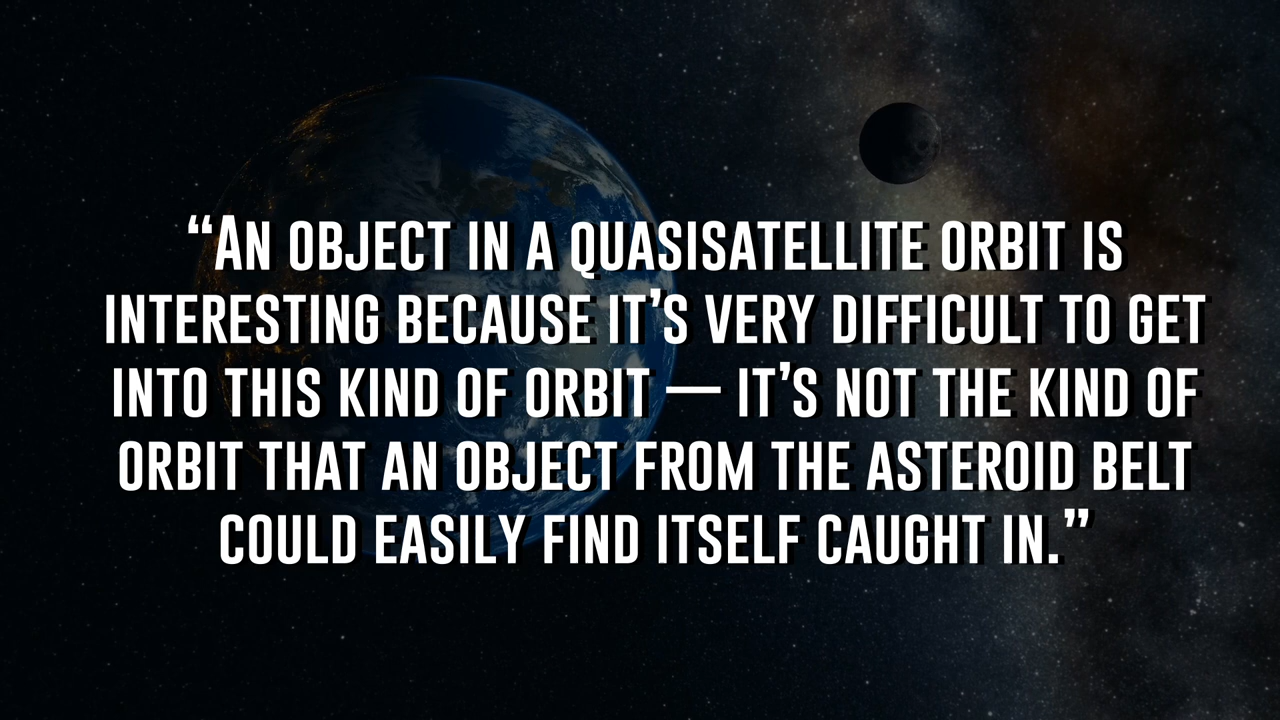 “An object in a quasisatellite orbit is
interesting because it’s very difficult to get
into this kind of orbit — it’s not the kind of
orbit that an object from the asteroid belt
could easily find itself caught in.”